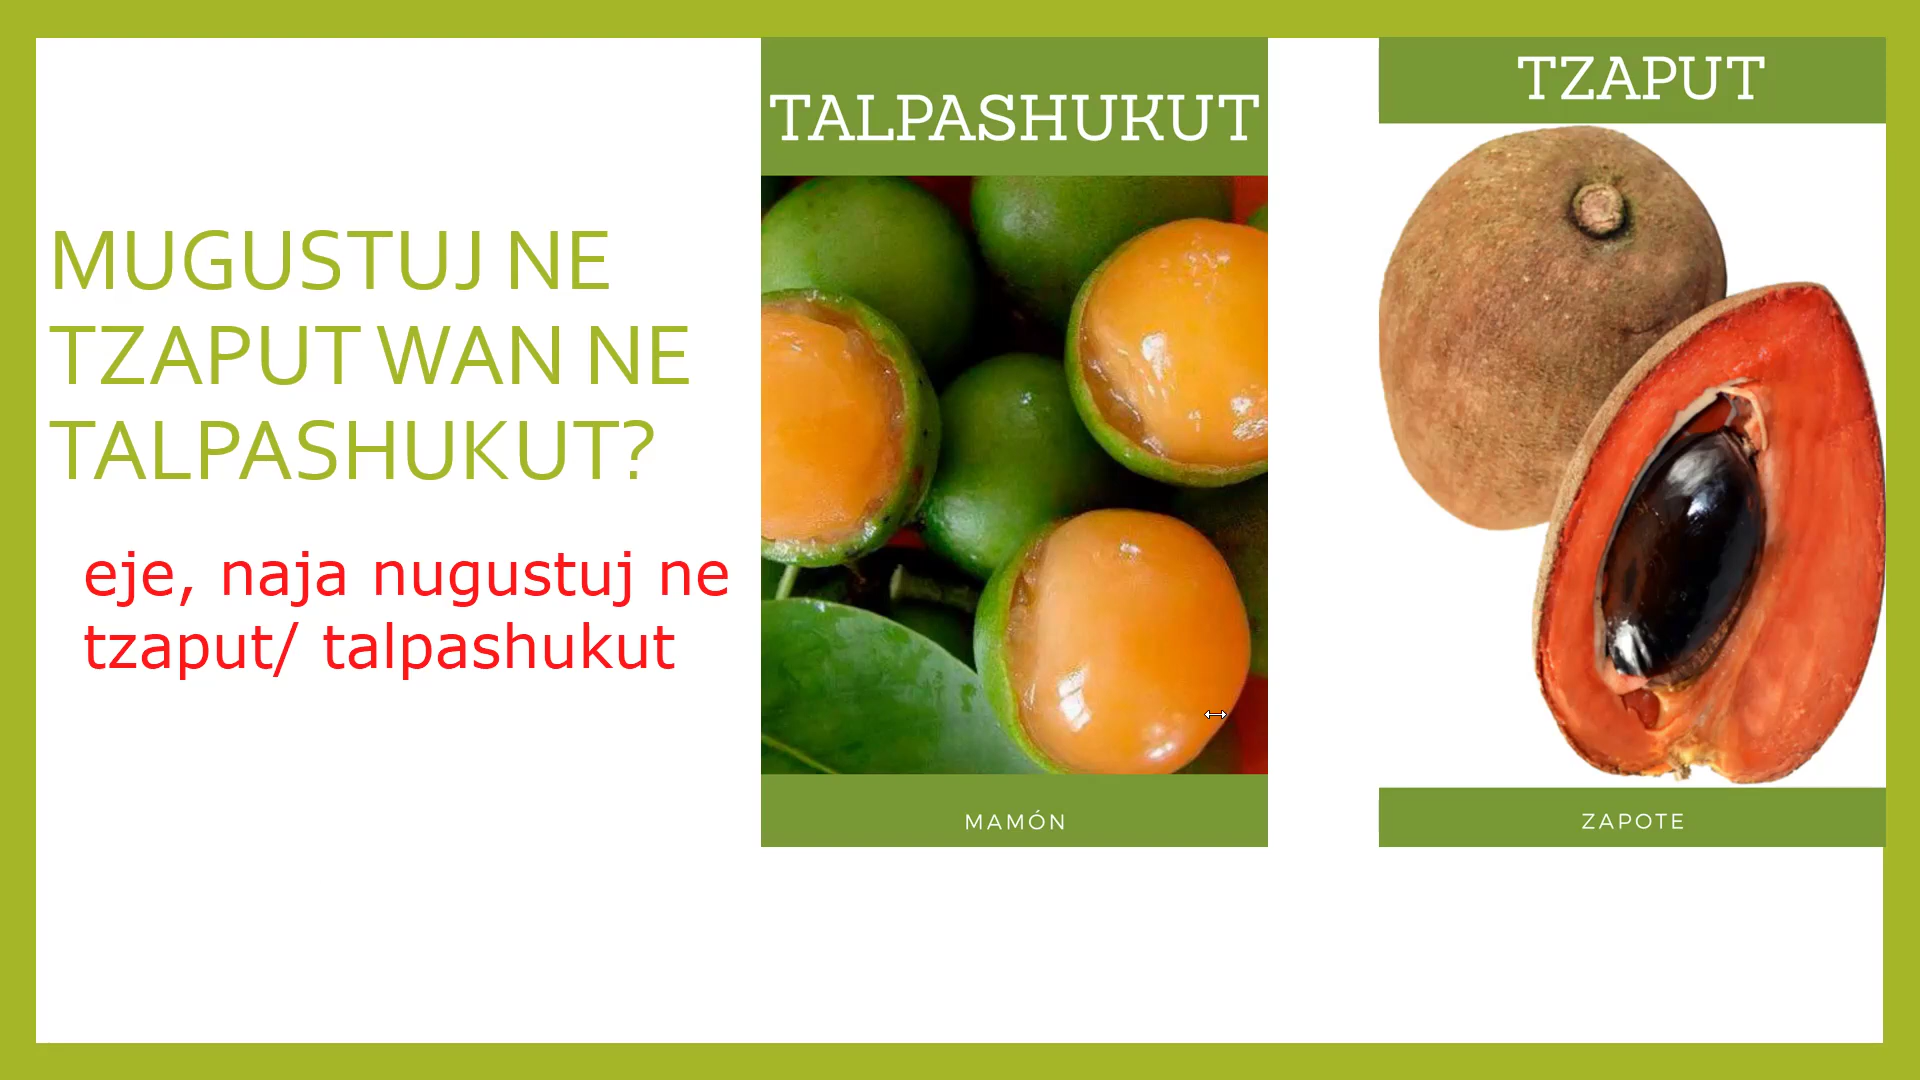 MUGUSTUJ NE
TZAPUT WAN NE
TALPASHUKUT?
eje, naja nugustuj ne
tzaput/ talpashukut
TALPASHUKUT
MAMÓN
TZAPUT
ZAPOTE